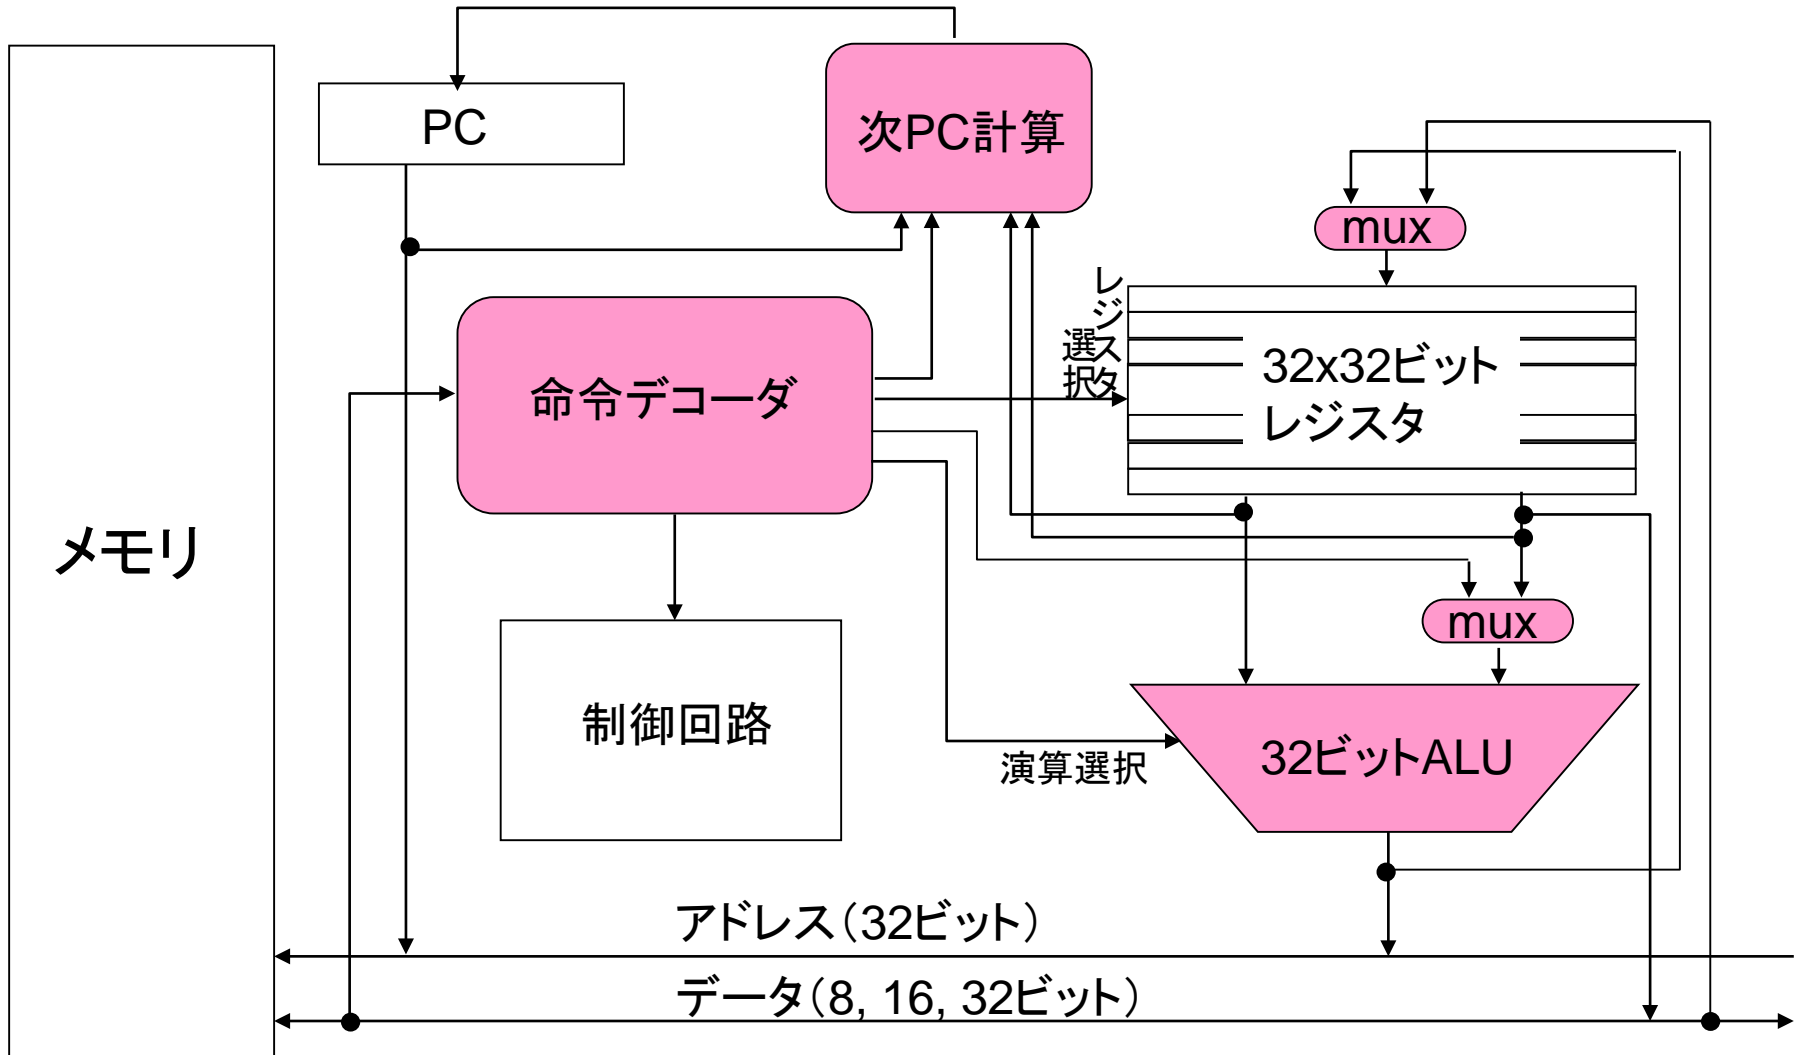 PC
次PC計算
mux
レジスタ
選択
命令デコーダ
32x32ビット
レジスタ
メモリ
mux
制御回路
32ビットALU
演算選択
アドレス（32ビット）
データ（8, 16, 32ビット）